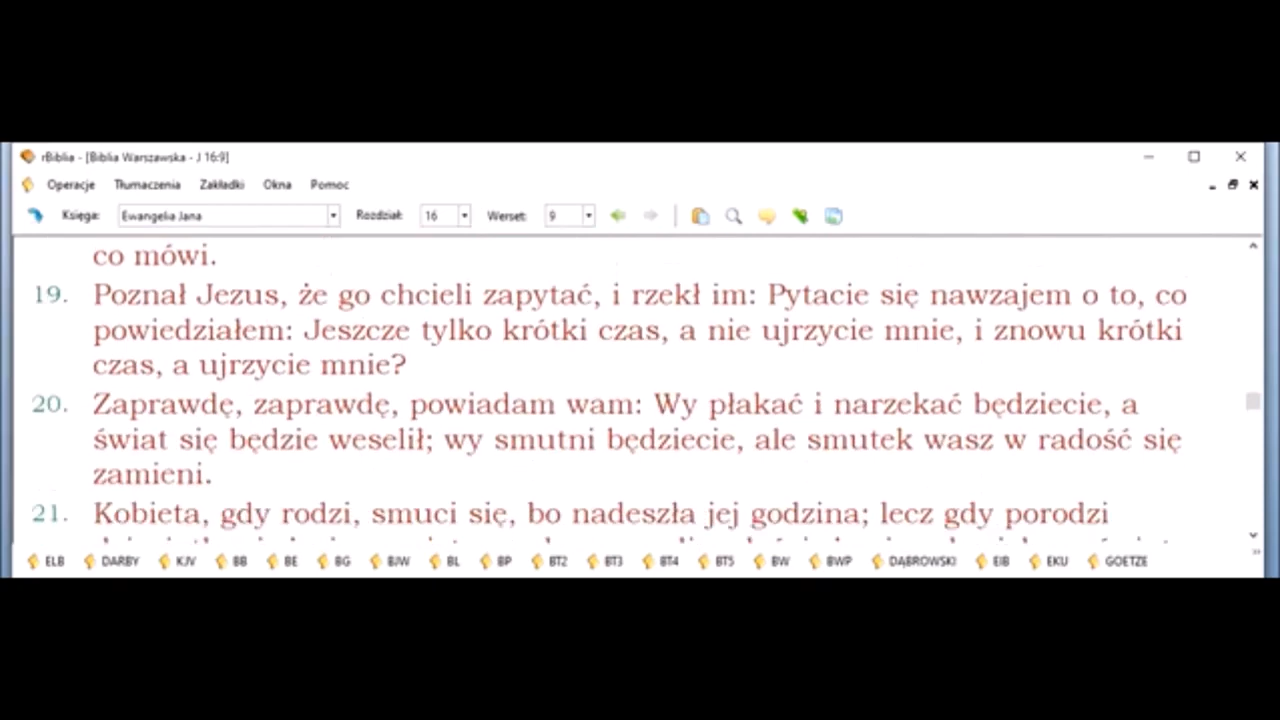 rBiblia - [Biblia Warszawska - J 16:9]
Operacje Tłumaczenia Zakładki Okna Pomoc
Księga: Ewangelia Jana Rozdział: 16 Werset: 9
co mówi.
19. Poznał Jezus, że go chcieli zapytać, i rzekł im: Pytacie się nawzajem o to, co
powiedziałem: Jeszcze tylko krótki czas, a nie ujrzycie mnie, i znowu krótki
czas, a ujrzycie mnie?
20. Zaprawdę, zaprawdę, powiadam wam: Wy płakać i narzekać będziecie, a
świat się będzie weselił; wy smutni będziecie, ale smutek wasz w radość się
zamieni.
21. Kobieta, gdy rodzi, smuci się, bo nadeszła jej godzina; lecz gdy porodzi
ELB DARBY KJV BB BE BG BJW BL BP BT2 BT3 BT4 BT5 BW BWP DĄBROWSKI EIB EKU GOETZE